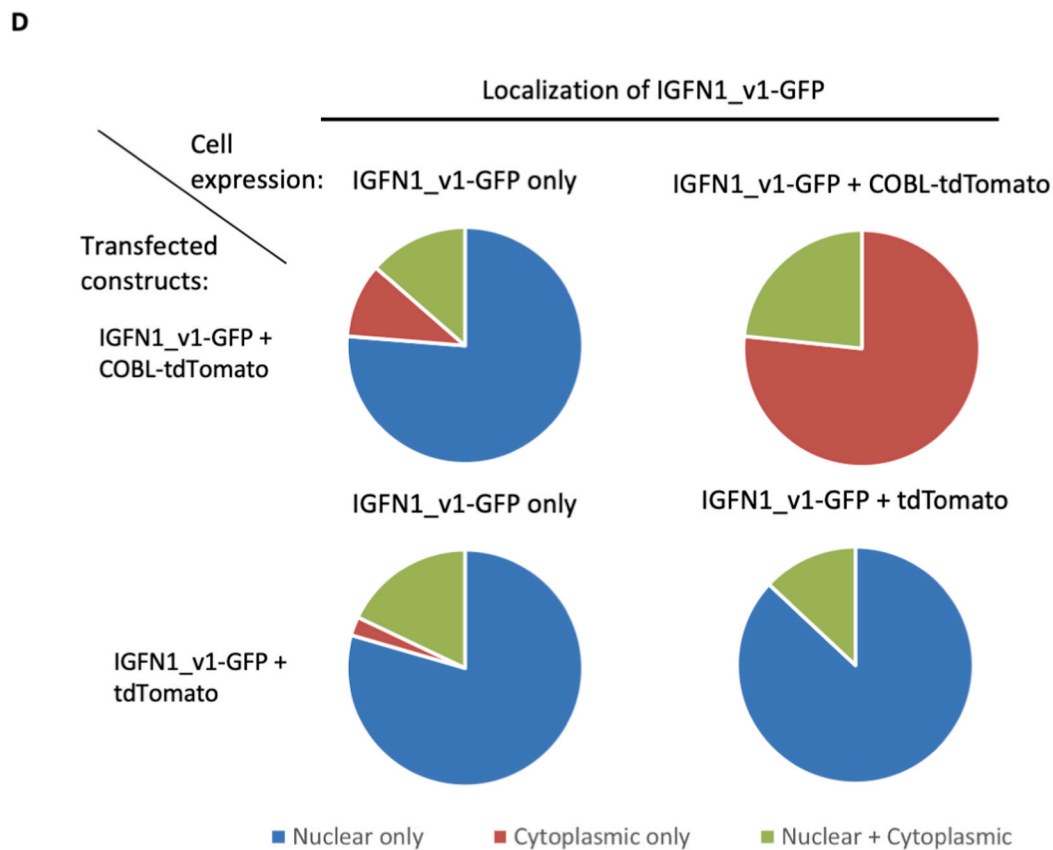 D
Localization of IGFN1_v1-GFP
Cell
expression:
IGFN1_v1-GFP only
IGFN1_v1-GFP + COBL-tdTomato
Transfected
constructs:
IGFN1_v1-GFP +
COBL-tdTomato
IGFN1_v1-GFP only
IGFN1_v1-GFP + tdTomato
IGFN1_v1-GFP +
tdTomato
Nuclear only
Cytoplasmic only
Nuclear + Cytoplasmic